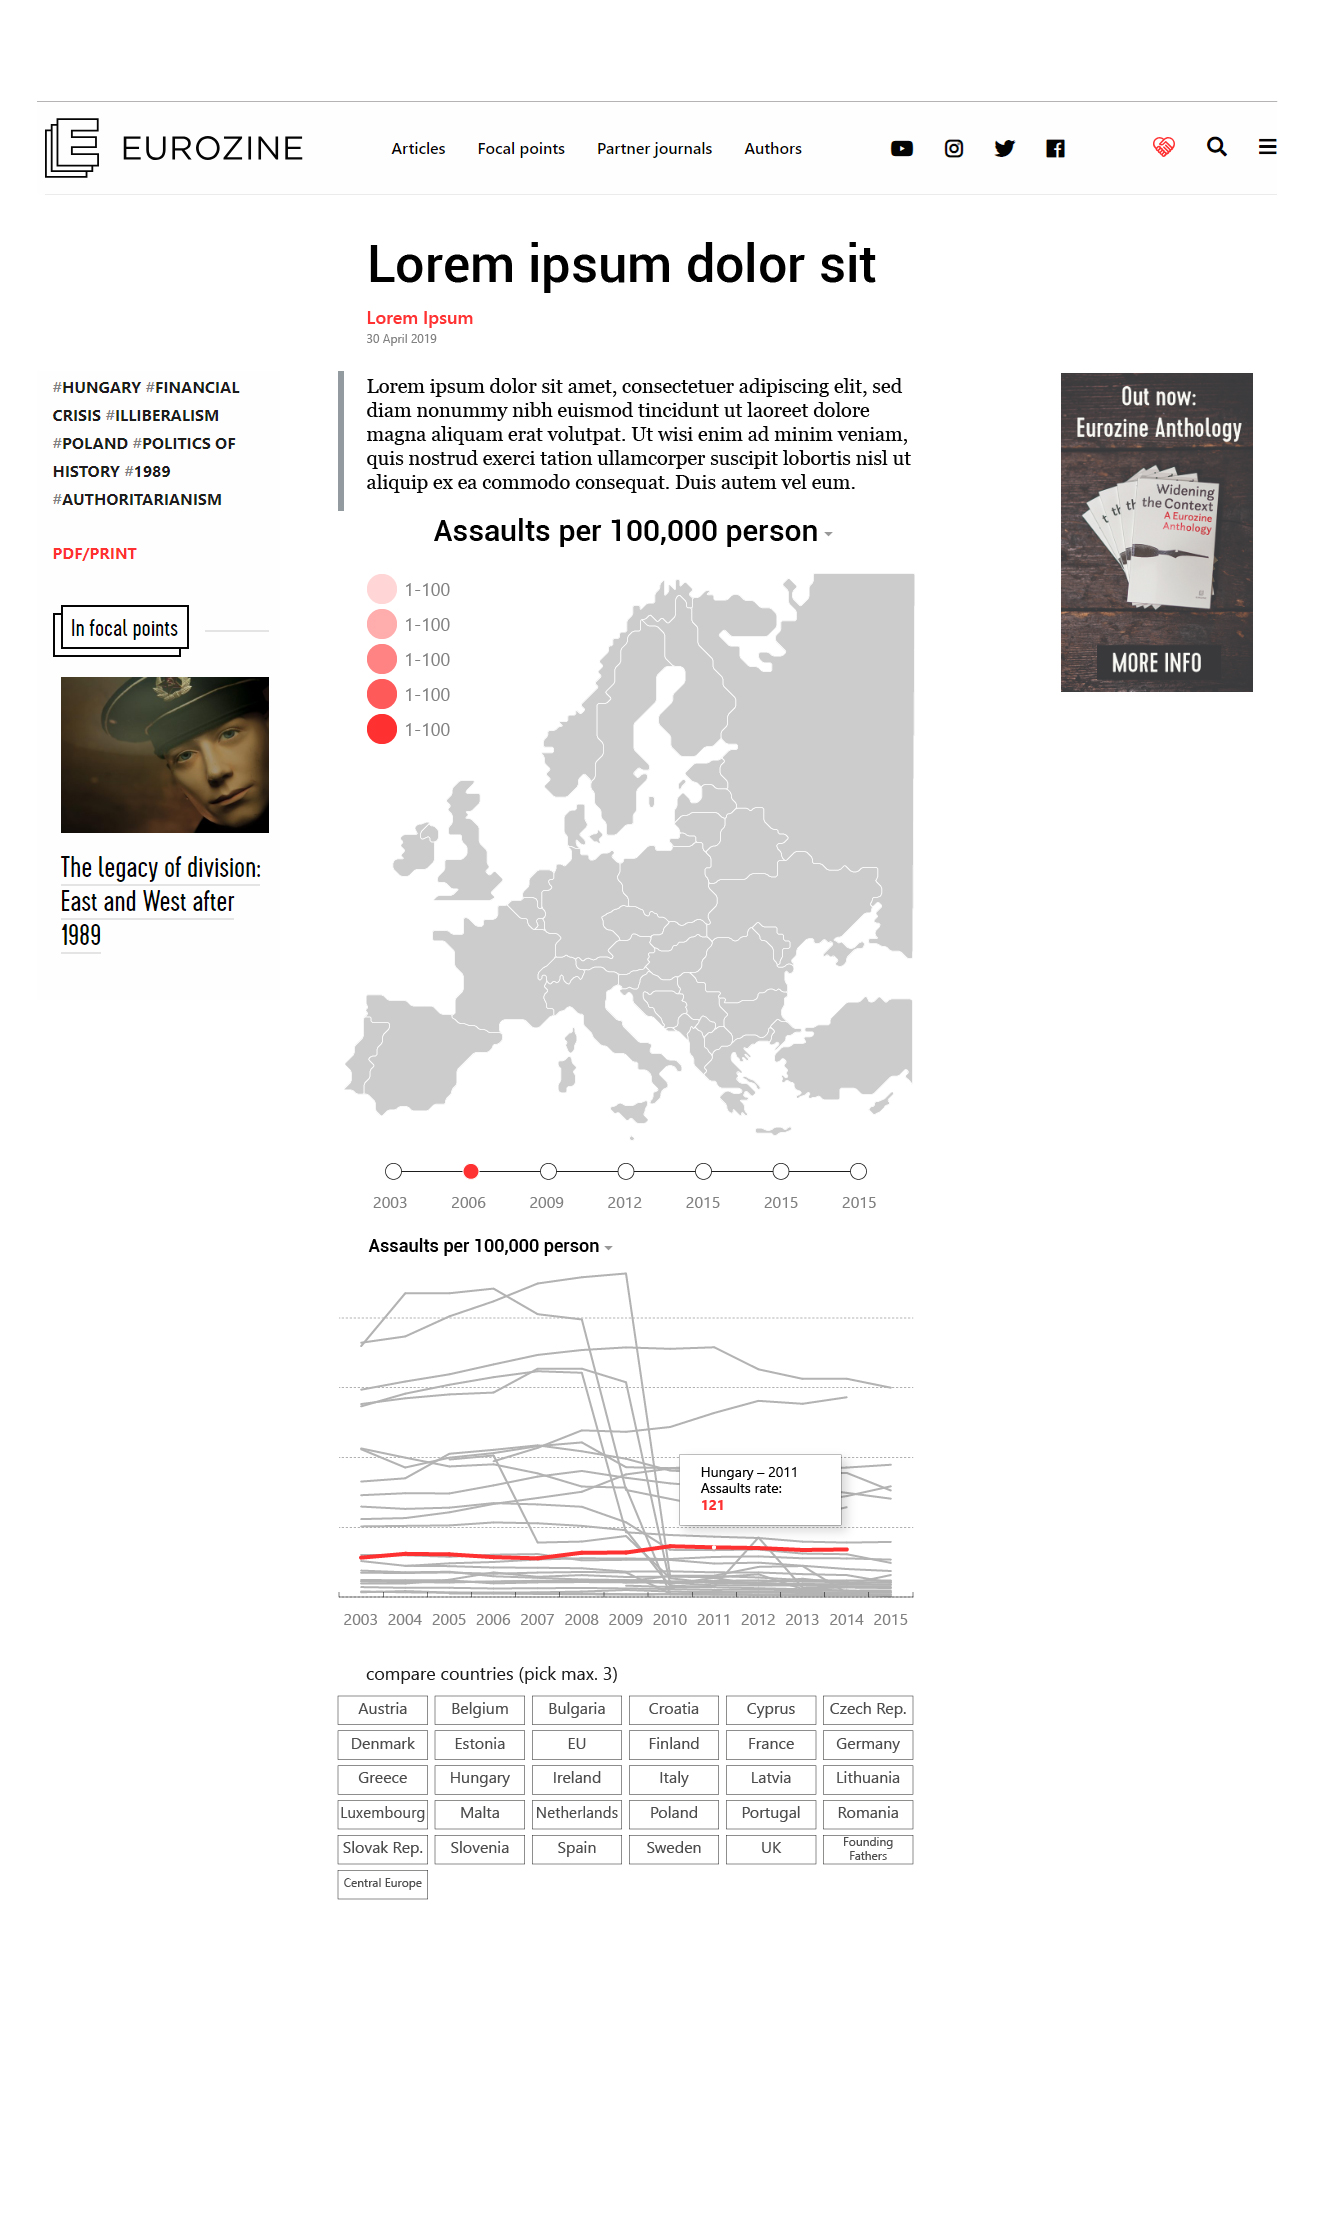 EUROZINE
Articles Focal points Partner journals Authors
Lorem ipsum dolor sit
Lorem Ipsum
30 April 2019
#HUNGARY #FINANCIAL
CRISIS #ILLIBERALISM
#POLAND #POLITICS OF
HISTORY #1989
#AUTHORITARIANISM
PDF/PRINT
In focal points
The legacy of division:
East and West after
1989
Lorem ipsum dolor sit amet, consectetuer adipiscing elit, sed
diam nonummy nibh euismod tincidunt ut laoreet dolore
magna aliquam erat volutpat. Ut wisi enim ad minim veniam,
quis nostrud exerci tation ullamcorper suscipit lobortis nisl ut
aliquip ex ea commodo consequat. Duis autem vel eum.
Out now:
Eurozine Anthology
Widening
the Context
A Eurozine
Anthology
MORE INFO
Assaults per 100,000 person
1-100
1-100
1-100
1-100
1-100
2003 2006 2009 2012 2015 2015 2015
Assaults per 100,000 person
Hungary – 2011
Assaults rate:
121
2003 2004 2005 2006 2007 2008 2009 2010 2011 2012 2013 2014 2015
compare countries (pick max. 3)
Austria Belgium Bulgaria Croatia Cyprus Czech Rep.
Denmark Estonia EU Finland France Germany
Greece Hungary Ireland Italy Latvia Lithuania
Luxembourg Malta Netherlands Poland Portugal Romania
Slovak Rep. Slovenia Spain Sweden UK Founding
Fathers
Central Europe